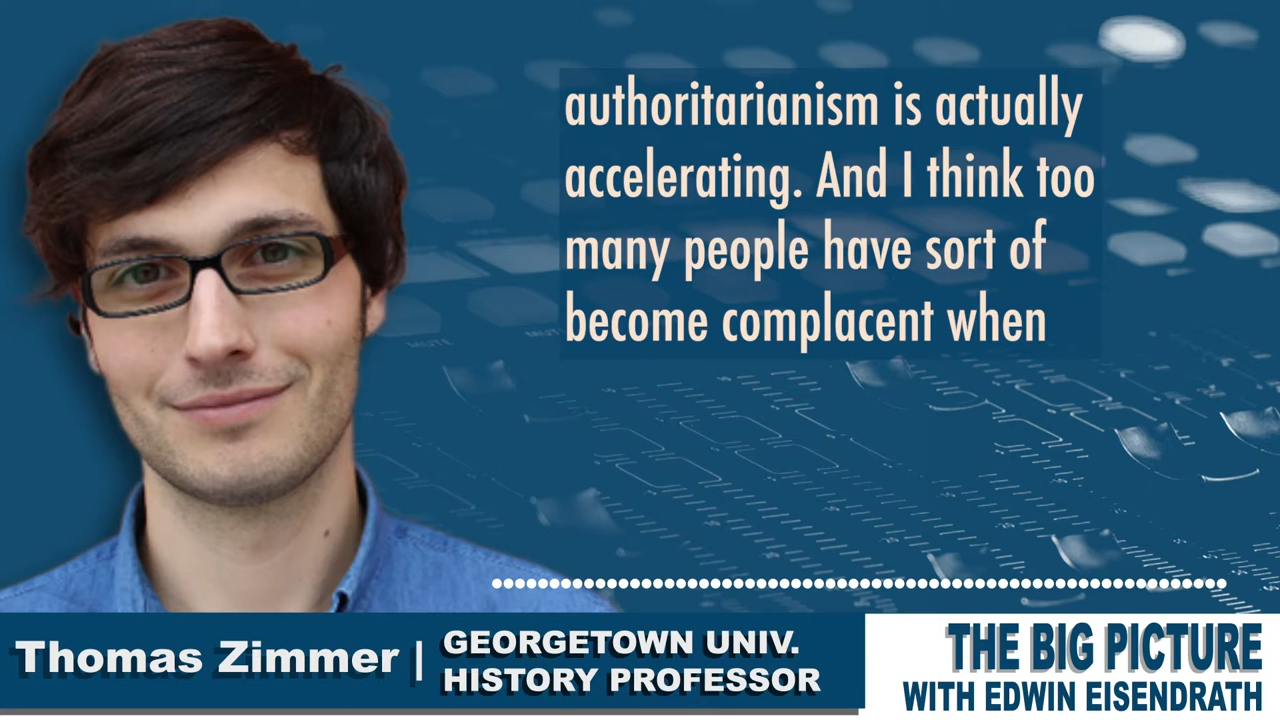 authoritarianism is actually
accelerating. And I think too
many people have sort of
become complacent when
MUTE
Thomas Zimmer |
GEORGETOWN UNIV.
HISTORY PROFESSOR
THE BIG PICTURE
WITH EDWIN EISENDRATH